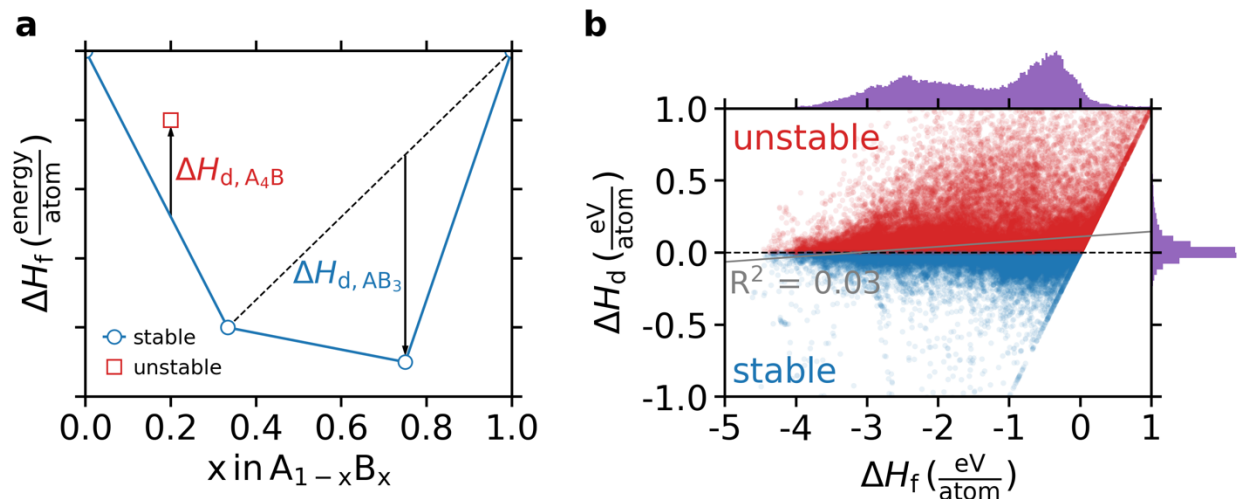 a
ΔH_f (energy/atom)
ΔH_d, A₄B
ΔH_d, AB₃
stable
unstable
0.0 0.2 0.4 0.6 0.8 1.0
x in A₁₋ₓBₓ
b
unstable
R² = 0.03
stable
1.0
0.5
0.0
-0.5
-1.0
ΔH_d (eV/atom)
-5 -4 -3 -2 -1 0 1
ΔH_f (eV/atom)